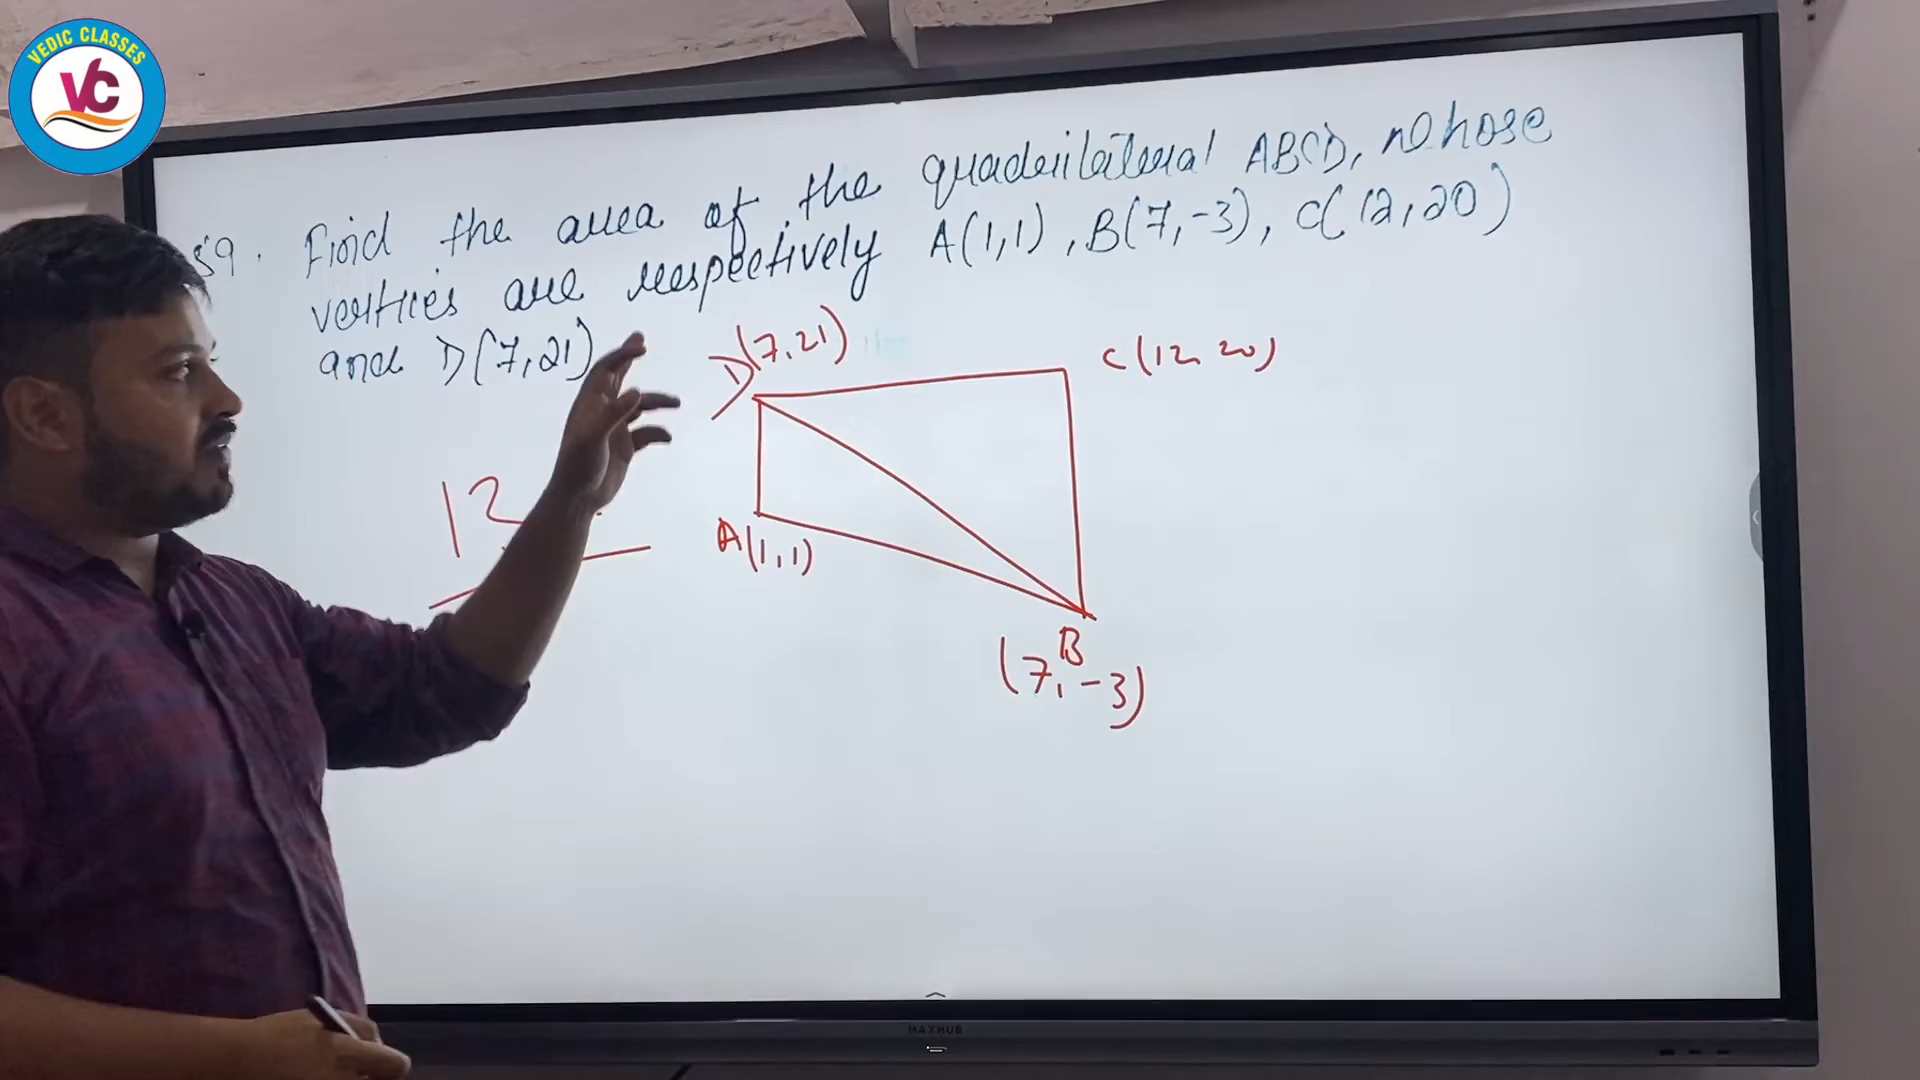 VEDIC CLASSES
VC
59. Find the area of the quadrilateral ABCD, whose
vertices are respectively A(1,1), B(7,-3), C(12,20)
and D(7,21)
D(7,21)
C(12, 20)
A(1,1)
B
(7,-3)
MAXHUB